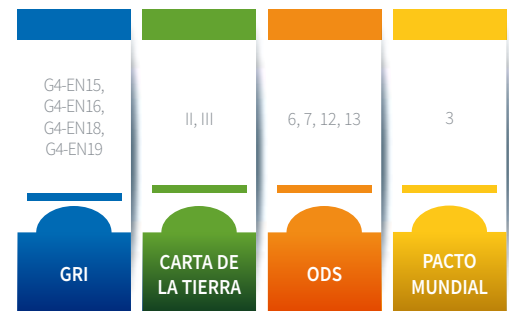 G4-EN15,
G4-EN16,
G4-EN18,
G4-EN19
II, III
6, 7, 12, 13
3
GRI
CARTA DE
LA TIERRA
ODS
PACTO
MUNDIAL